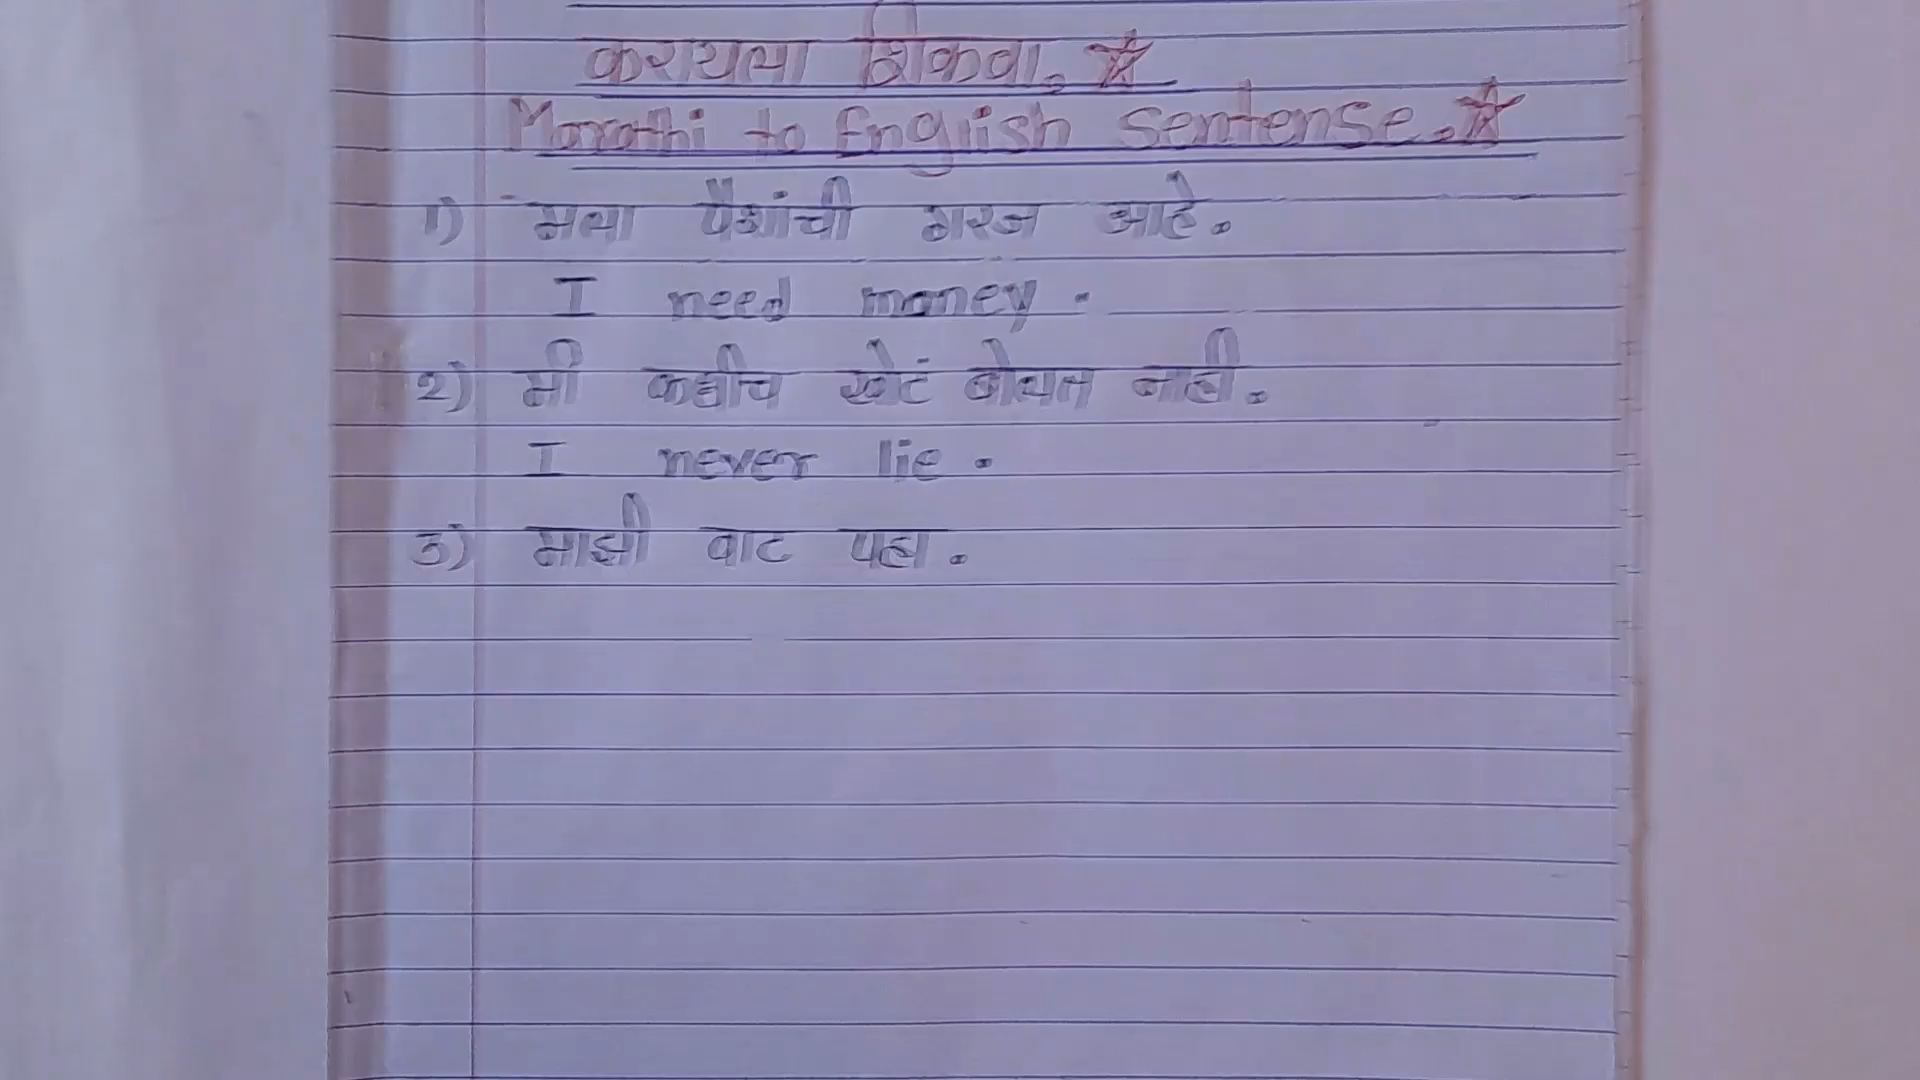 करायला शिकवा.
Marathi to English Sentense.
1) मला पैशांची गरज आहे.
I need money.
2) मी कधीच खोटं बोलत नाही.
I never lie.
3) माझी वाट पहा.